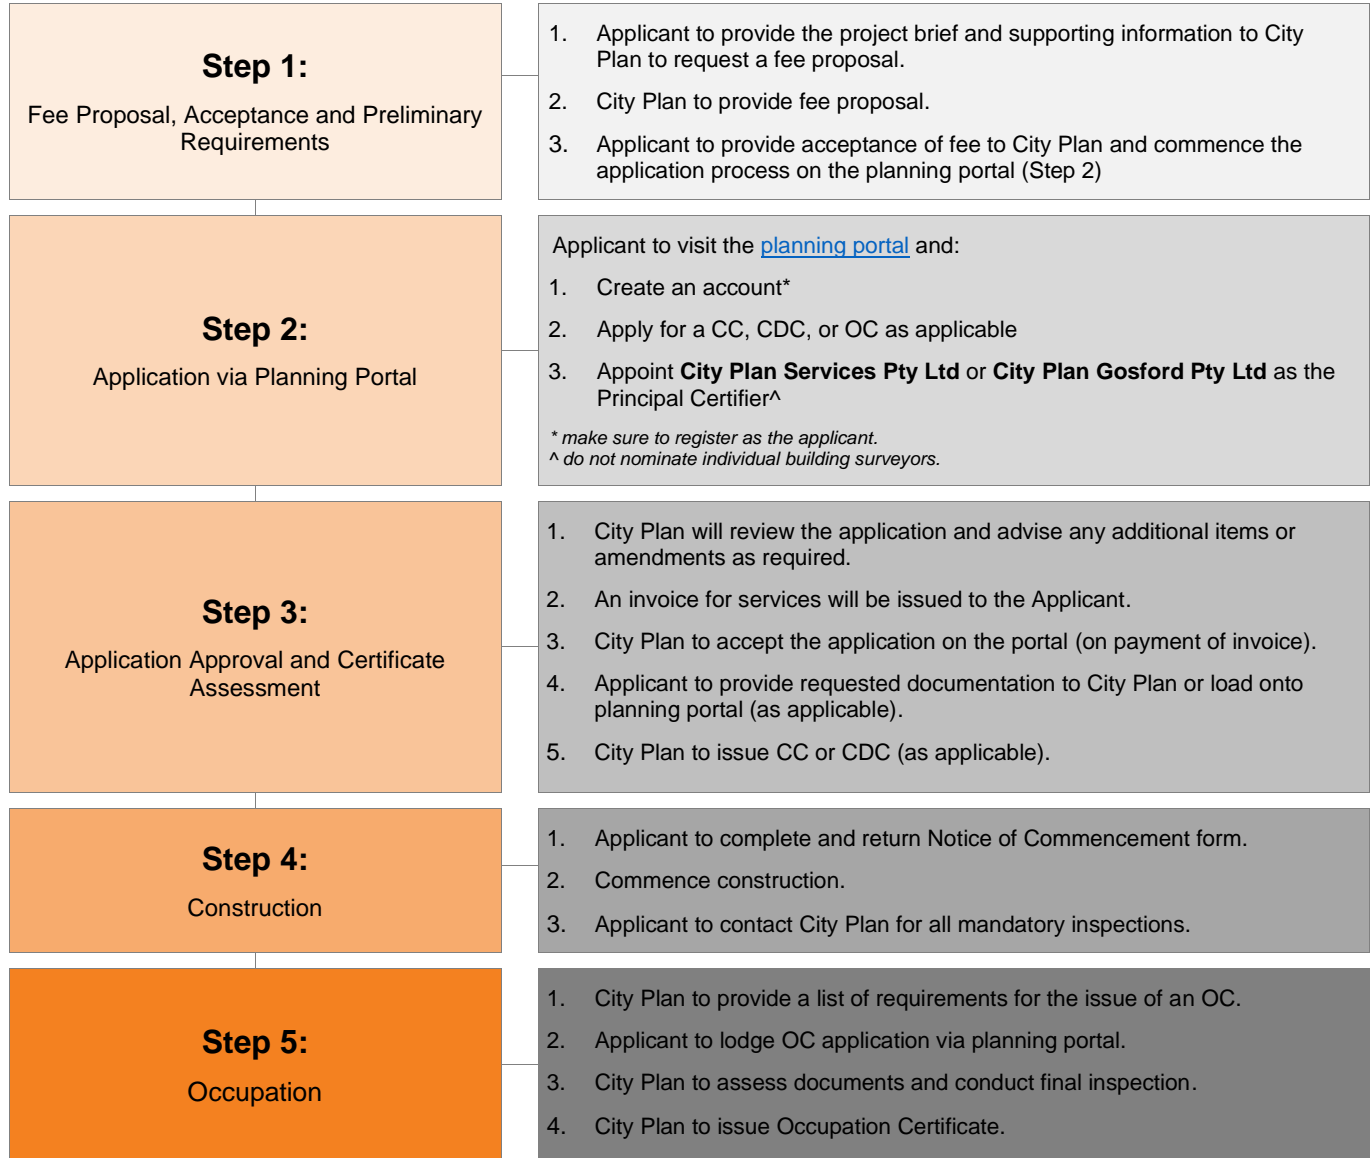 Step 1:
Fee Proposal, Acceptance and Preliminary
Requirements
1. Applicant to provide the project brief and supporting information to City
Plan to request a fee proposal.
2. City Plan to provide fee proposal.
3. Applicant to provide acceptance of fee to City Plan and commence the
application process on the planning portal (Step 2)
Step 2:
Application via Planning Portal
Applicant to visit the planning portal and:
1. Create an account*
2. Apply for a CC, CDC, or OC as applicable
3. Appoint City Plan Services Pty Ltd or City Plan Gosford Pty Ltd as the
Principal Certifier^
* make sure to register as the applicant.
^ do not nominate individual building surveyors.
Step 3:
Application Approval and Certificate
Assessment
1. City Plan will review the application and advise any additional items or
amendments as required.
2. An invoice for services will be issued to the Applicant.
3. City Plan to accept the application on the portal (on payment of invoice).
4. Applicant to provide requested documentation to City Plan or load onto
planning portal (as applicable).
5. City Plan to issue CC or CDC (as applicable).
Step 4:
Construction
1. Applicant to complete and return Notice of Commencement form.
2. Commence construction.
3. Applicant to contact City Plan for all mandatory inspections.
Step 5:
Occupation
1. City Plan to provide a list of requirements for the issue of an OC.
2. Applicant to lodge OC application via planning portal.
3. City Plan to assess documents and conduct final inspection.
4. City Plan to issue Occupation Certificate.